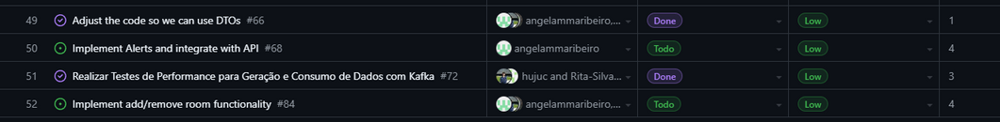 49 Adjust the code so we can use DTOs #66 angelammaribeiro,... Done Low 1
50 Implement Alerts and integrate with API #68 angelammaribeiro Todo Low 4
51 Realizar Testes de Performance para Geração e Consumo de Dados com Kafka #72 hujuc and Rita-Silva... Done Low 3
52 Implement add/remove room functionality #84 angelammaribeiro,... Todo Low 4